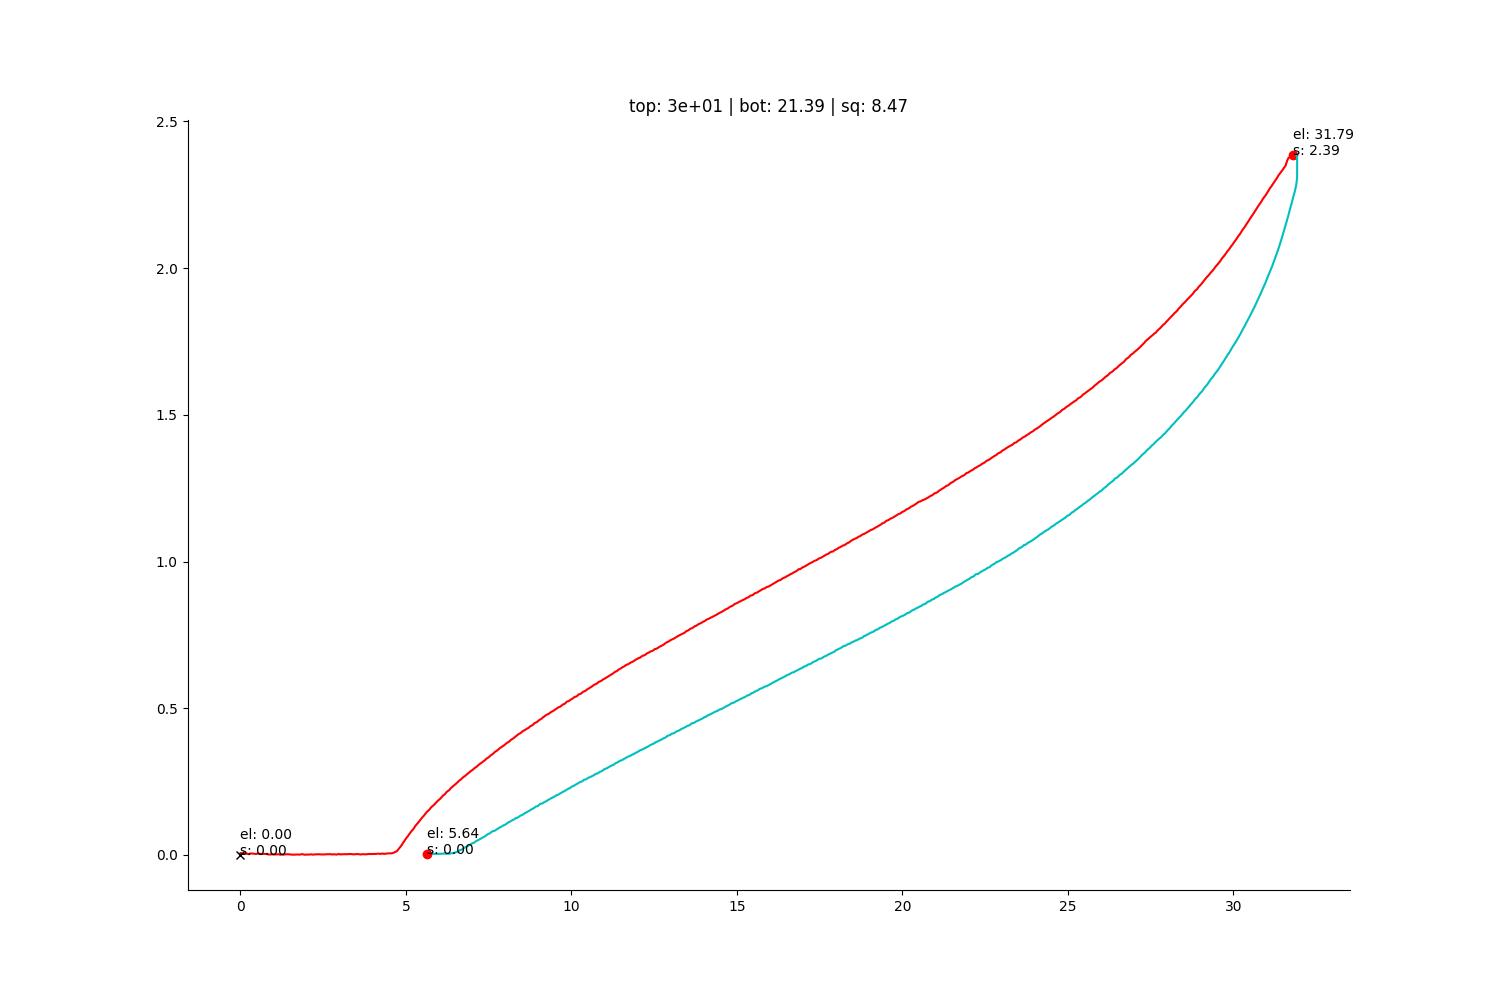 top: 3e+01 | bot: 21.39 | sq: 8.47
2.5
el: 31.79
s: 2.39
2.0
1.5
1.0
0.5
el: 0.00
s: 0.00
el: 5.64
s: 0.00
0.0
0 5 10 15 20 25 30